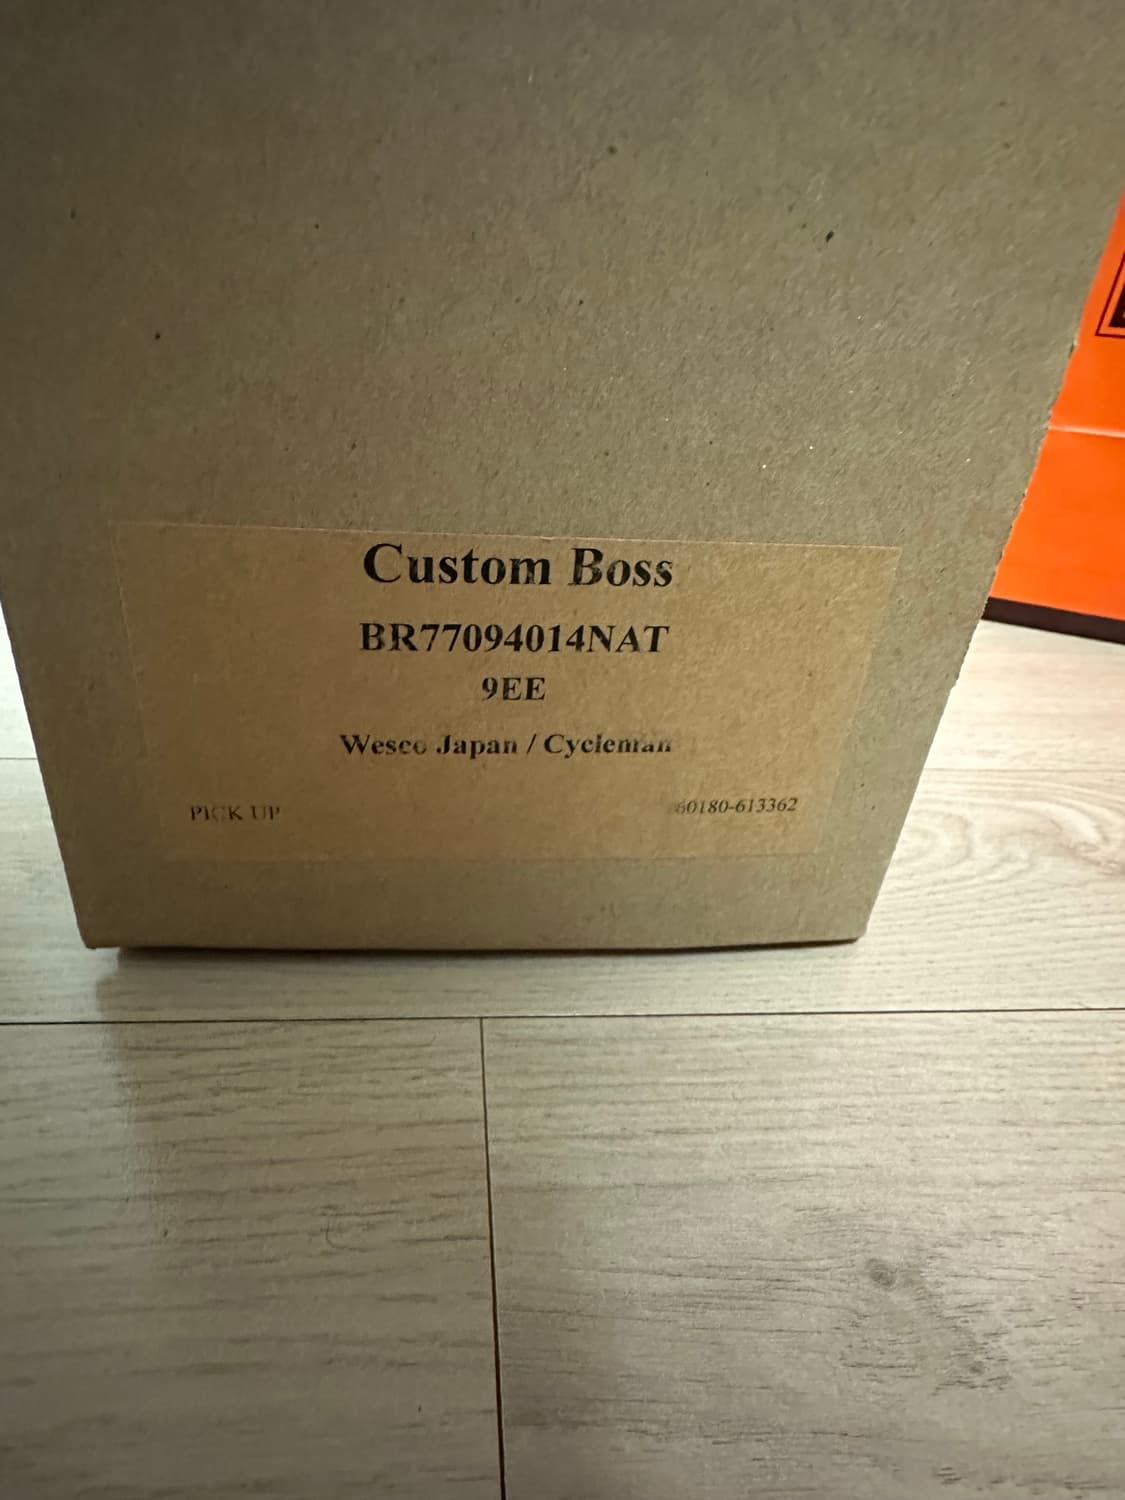 Custom Boss
BR77094014NAT
9EE
Wesco Japan / Cycleman
PICK UP
60180-613362